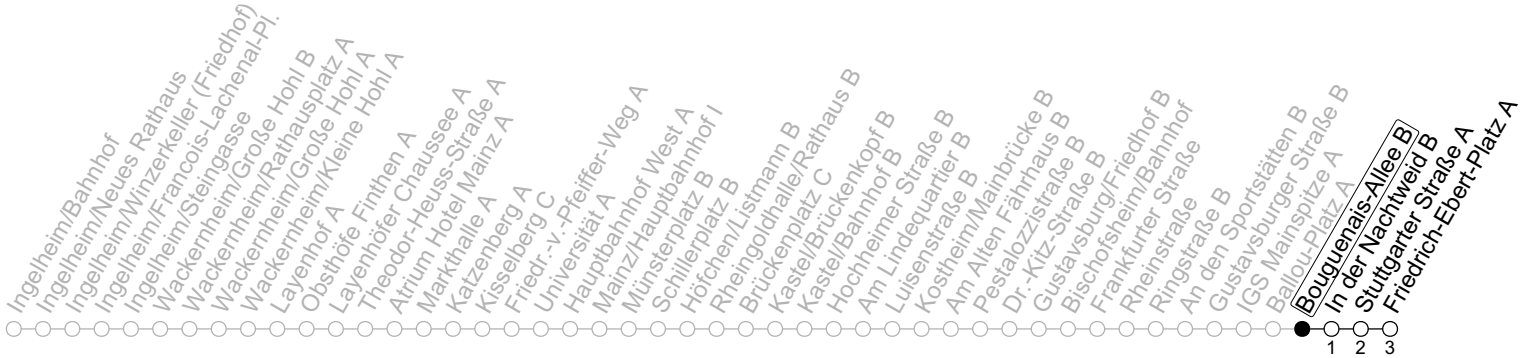 Ingelheim/Bahnhof
Ingelheim/Neues Rathaus
Ingelheim/Winzerkeller (Friedhof)
Ingelheim/Francois-Lachenal-Pl.
Ingelheim/Steingasse
Wackernheim/Große Hohl B
Wackernheim/Rathausplatz A
Wackernheim/Große Hohl A
Wackernheim/Kleine Hohl A
Layenhof A
Obsthöfe Finthen A
Layenhöfer Chaussee A
Theodor-Heuss-Straße A
Atrium Hotel Mainz A
Markthalle A
Katzenberg A
Kisselberg C
Friedr.-v.-Pfeiffer-Weg A
Universität A
Hauptbahnhof West A
Mainz/Hauptbahnhof I
Münsterplatz B
Schillerplatz B
Höfchen/Listmann B
Rheingoldhalle/Rathaus B
Brückenplatz C
Kastel/Brückenkopf B
Kastel/Bahnhof B
Hochheimer Straße B
Am Lindequartier B
Luisenstraße B
Kostheim/Mainbrücke B
Am Alten Fährhaus B
Pestalozzistraße B
Dr.-Kitz-Straße B
Gustavsburg/Friedhof B
Bischofsheim/Bahnhof
Frankfurter Straße
Rheinstraße
Ringstraße B
An den Sportstätten B
Gustavsburger Straße B
IGS Mainspitze A
Ballou-Platz A
Bouguenais-Allee B
In der Nachtweid B
Stuttgarter Straße A
Friedrich-Ebert-Platz A
1 2 3